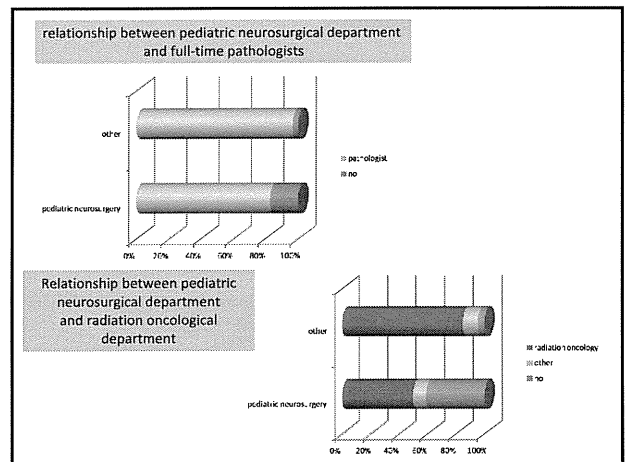 relationship between pediatric neurosurgical department
and full-time pathologists
other
pediatric neurosurgery
pathologist
no
0% 20% 40% 60% 80% 100%
Relationship between pediatric
neurosurgical department
and radiation oncological
department
other
pediatric neurosurgery
radiation oncology
other
no
0% 20% 40% 60% 80% 100%